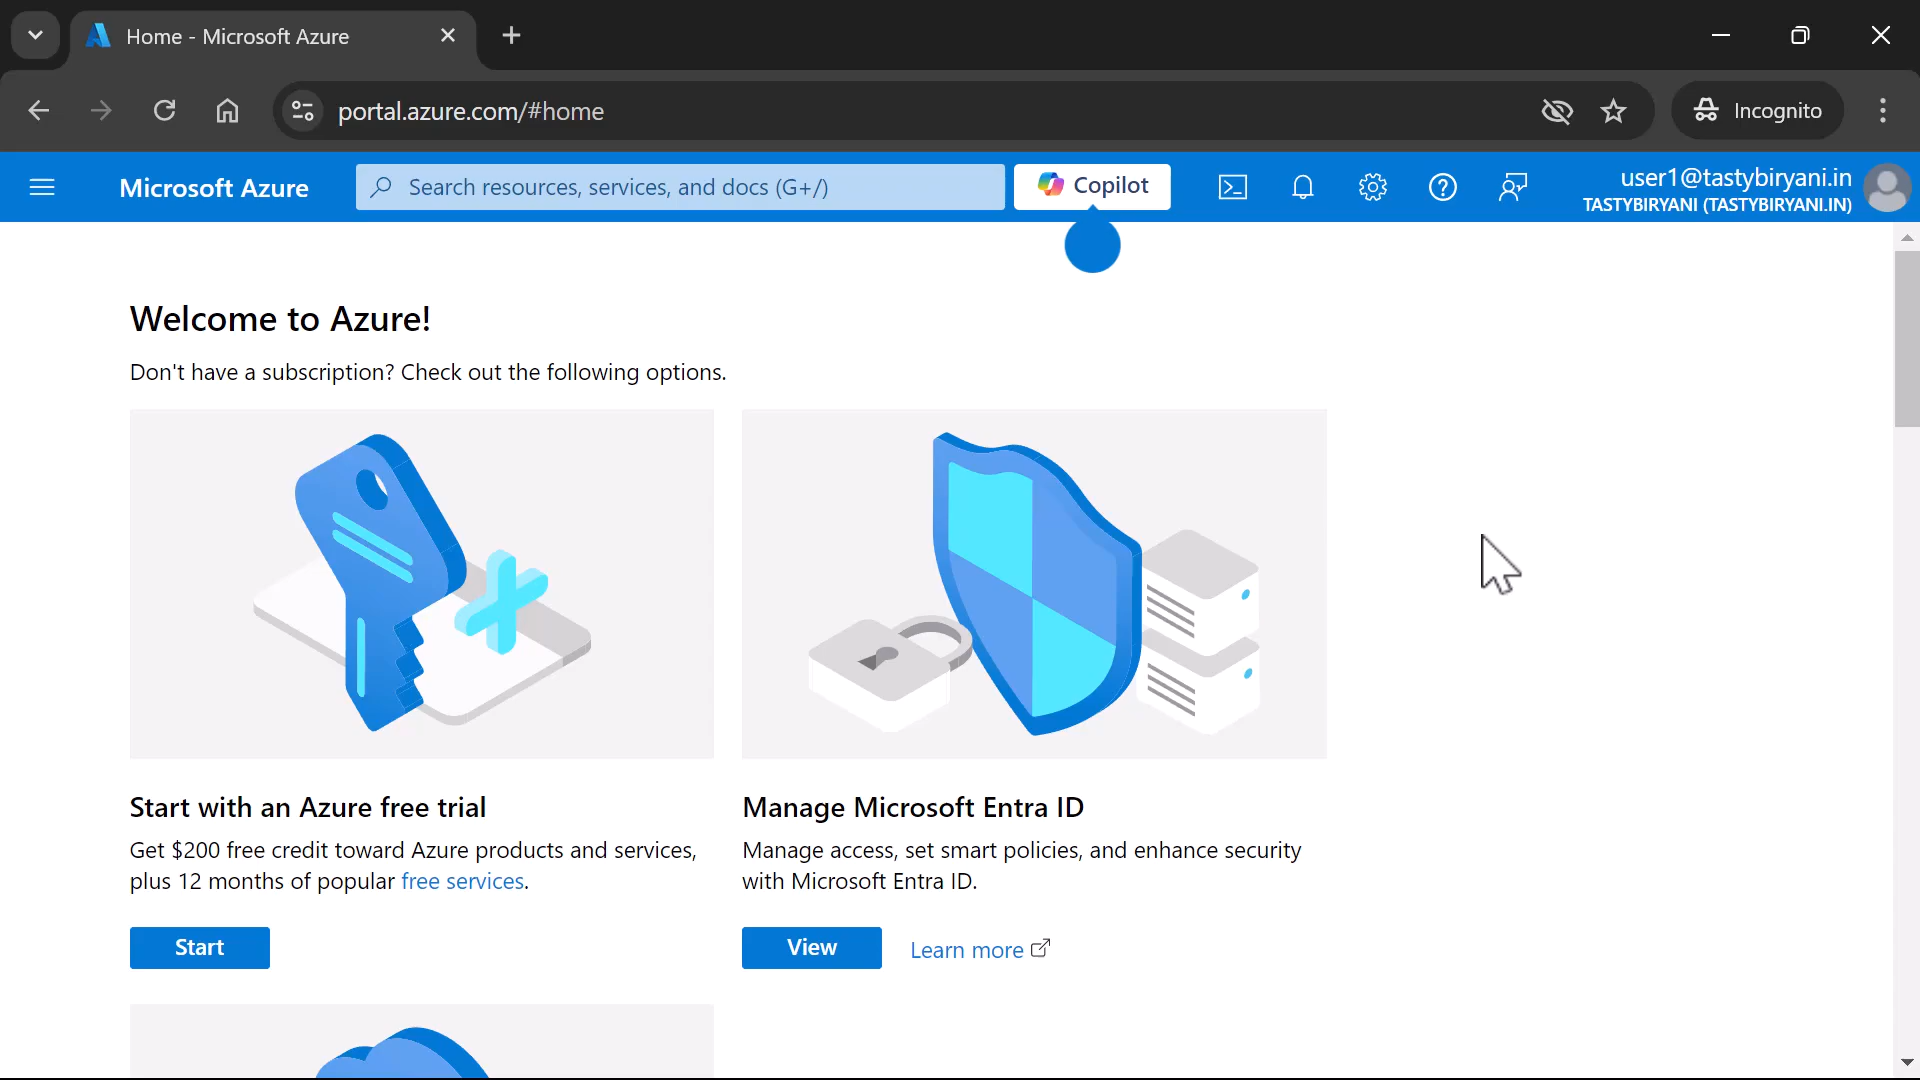 Home - Microsoft Azure
portal.azure.com/#home
Incognito
Microsoft Azure
Search resources, services, and docs (G+/)
Copilot
user1@tastybiryani.in
TASTYBIRYANI (TASTYBIRYANI.IN)
Welcome to Azure!
Don't have a subscription? Check out the following options.
Start with an Azure free trial
Get $200 free credit toward Azure products and services,
plus 12 months of popular free services.
Start
Manage Microsoft Entra ID
Manage access, set smart policies, and enhance security
with Microsoft Entra ID.
View
Learn more